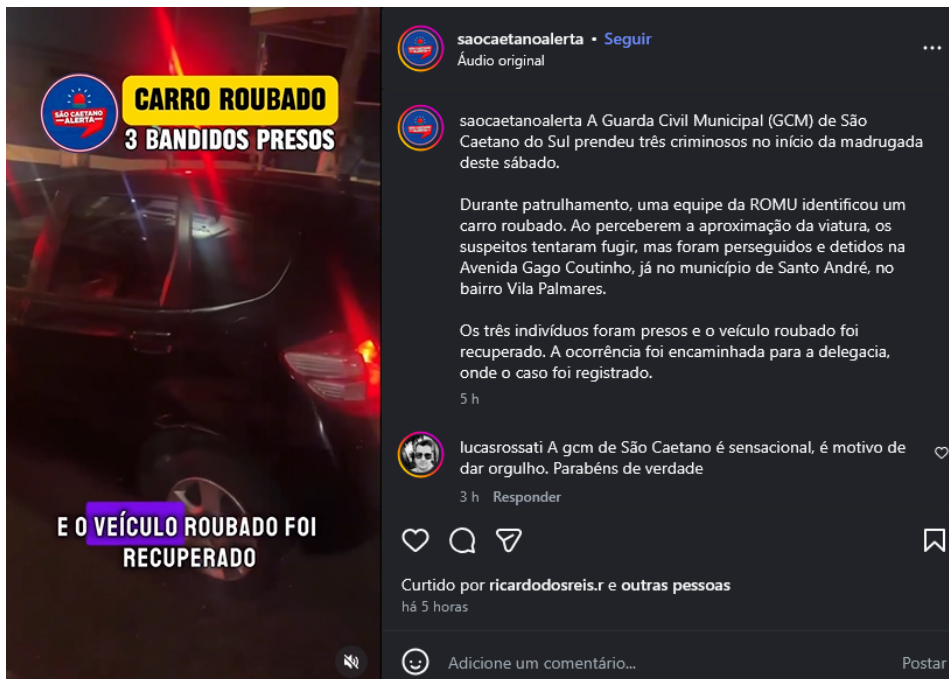 CARRO ROUBADO
SÃO CAETANO
ALERTA
3 BANDIDOS PRESOS
E O VEÍCULO ROUBADO FOI
RECUPERADO
saocaetanoalerta • Seguir
Áudio original
saocaetanoalerta A Guarda Civil Municipal (GCM) de São
Caetano do Sul prendeu três criminosos no início da madrugada
deste sábado.
Durante patrulhamento, uma equipe da ROMU identificou um
carro roubado. Ao perceberem a aproximação da viatura, os
suspeitos tentaram fugir, mas foram perseguidos e detidos na
Avenida Gago Coutinho, já no município de Santo André, no
bairro Vila Palmares.
Os três indivíduos foram presos e o veículo roubado foi
recuperado. A ocorrência foi encaminhada para a delegacia,
onde o caso foi registrado.
5 h
lucasrossati A gcm de São Caetano é sensacional, é motivo de
dar orgulho. Parabéns de verdade
3 h Responder
Curtido por ricardodosreis.r e outras pessoas
há 5 horas
Adicione um comentário...
Postar